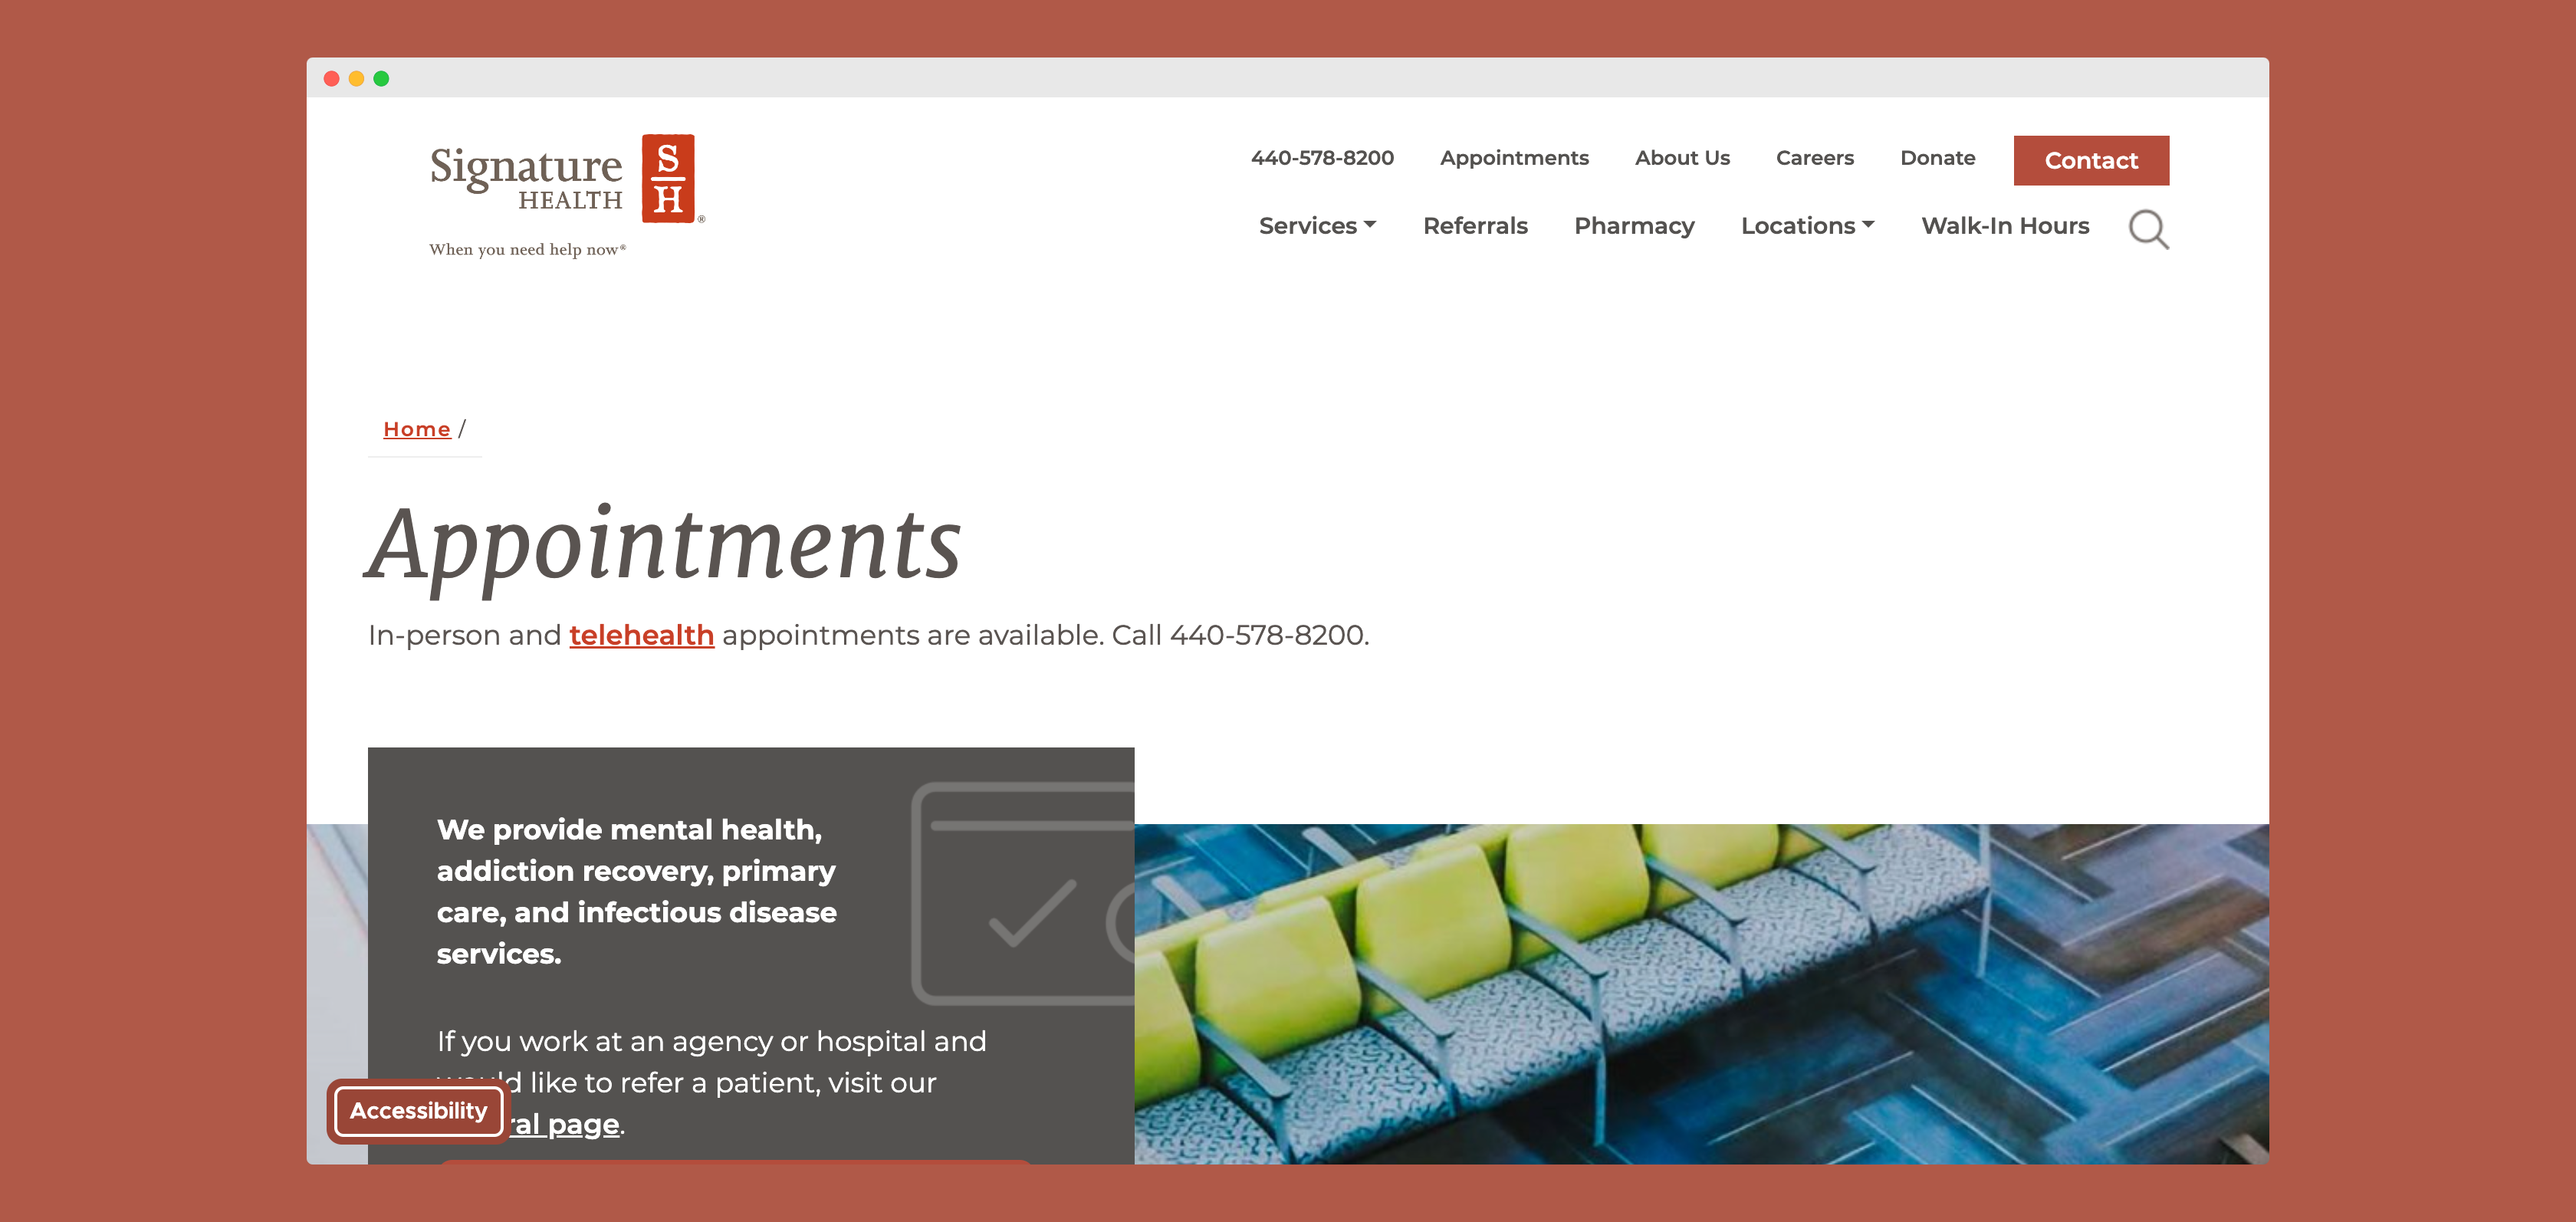 Signature
HEALTH
S
H
®
When you need help now®
440-578-8200 Appointments About Us Careers Donate Contact
Services Referrals Pharmacy Locations Walk-In Hours
Home /
Appointments
In-person and telehealth appointments are available. Call 440-578-8200.
We provide mental health,
addiction recovery, primary
care, and infectious disease
services.
If you work at an agency or hospital and
like to refer a patient, visit our
page.
Accessibility